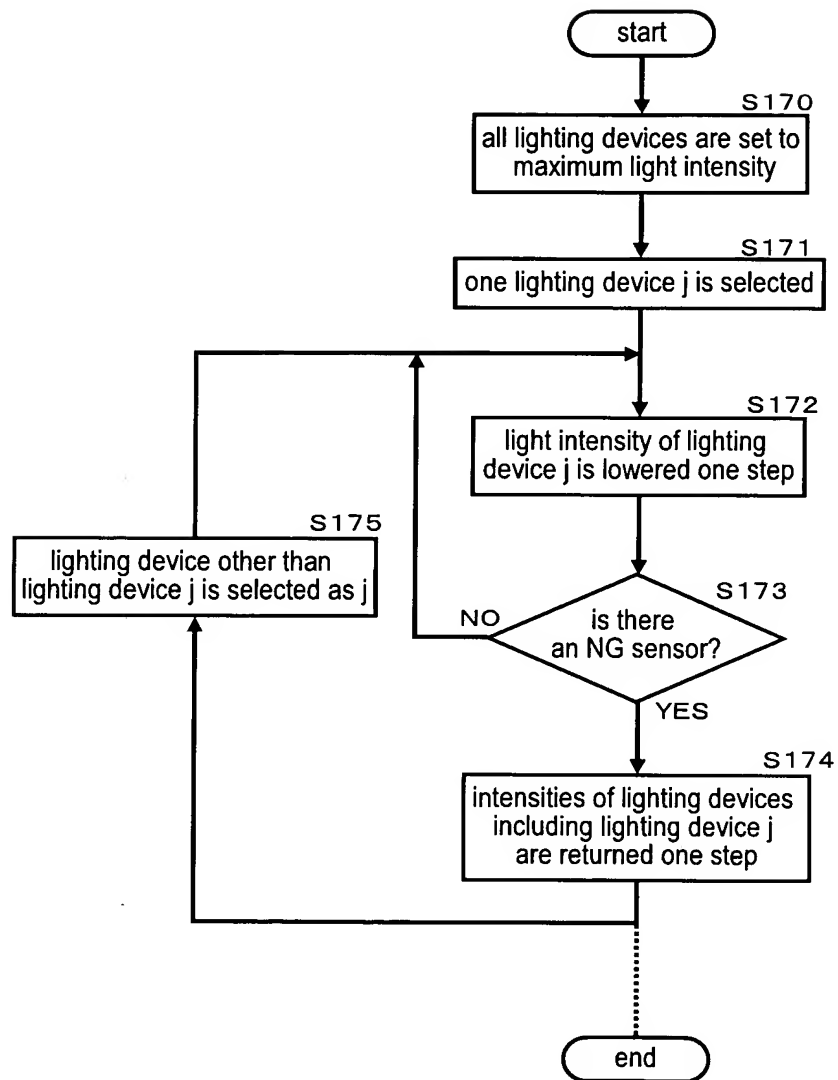 start
S170
all lighting devices are set to
maximum light intensity
S171
one lighting device j is selected
S172
light intensity of lighting
device j is lowered one step
S175
lighting device other than
lighting device j is selected as j
S173
NO
is there
an NG sensor?
YES
S174
intensities of lighting devices
including lighting device j
are returned one step
end